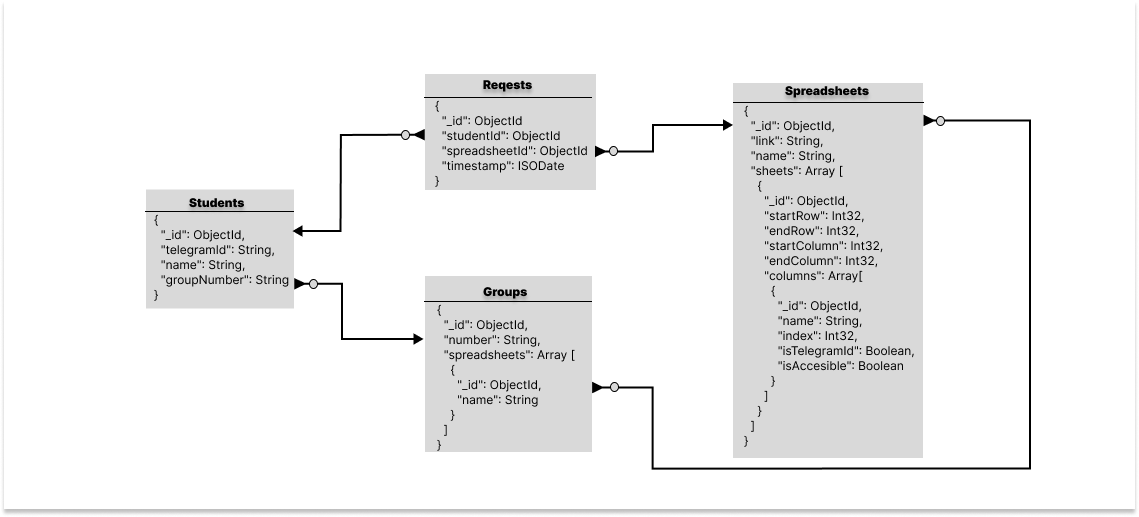 Reqests
{
"_id": ObjectId
"studentId": ObjectId
"spreadsheetId": ObjectId
"timestamp": ISODate
}
Spreadsheets
{
"_id": ObjectId,
"link": String,
"name": String,
"sheets": Array [
{
"_id": ObjectId,
"startRow": Int32,
"endRow": Int32,
"startColumn": Int32,
"endColumn": Int32,
"columns": Array[
{
"_id": ObjectId,
"name": String,
"index": Int32,
"isTelegramId": Boolean,
"isAccesible": Boolean
}
]
}
]
}
Students
{
"_id": ObjectId,
"telegramId": String,
"name": String,
"groupNumber": String
}
Groups
{
"_id": ObjectId,
"number": String,
"spreadsheets": Array [
{
"_id": ObjectId,
"name": String
}
]
}